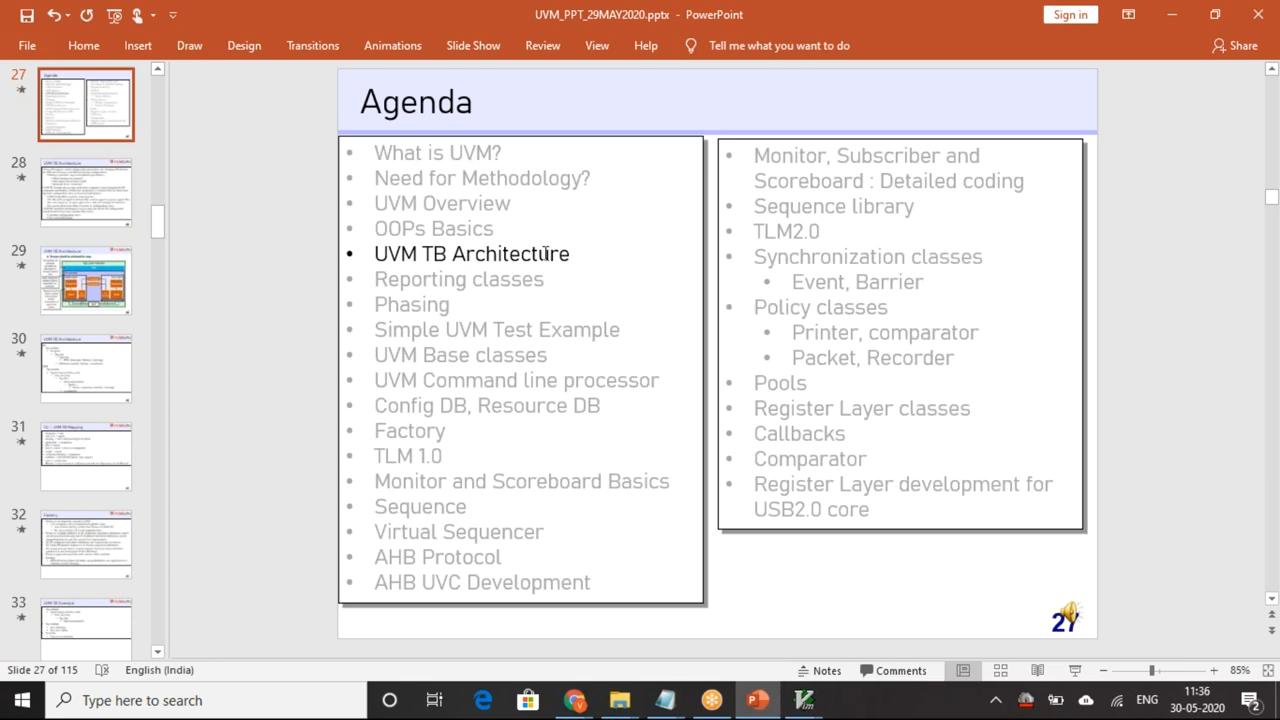 UVM_PPT_29MAY2020.pptx - PowerPoint
Sign in
File Home Insert Draw Design Transitions Animations Slide Show Review View Help Tell me what you want to do Share
27
28
29
30
31
32
33
Agenda
• What is UVM?
• Need for Methodology?
• UVM Overview
• OOPs Basics
• UVM TB Architecture
• Reporting classes
• Phasing
• Simple UVM Test Example
• UVM Base classes
• UVM Command line processor
• Config DB, Resource DB
• Factory
• TLM 1.0
• Monitor and Scoreboard Basics
• Sequence
• Virtual Sequencer
• AHB Protocol
• AHB UVC Development
• Monitor, Subscriber and
Scoreboard : Detailed coding
• Sequence library
• TLM2.0
• Synchronization classes
• Event, Barrier
• Policy classes
• Printer, comparator
• Packet, Recorder
• Pools
• Register Layer classes
• Callbacks
• Comparator
• Register Layer development for
USB2.0 core
27
Slide 27 of 115 English (India) Notes Comments 85%
Type here to search
ENG
11:36
30-05-2020
2